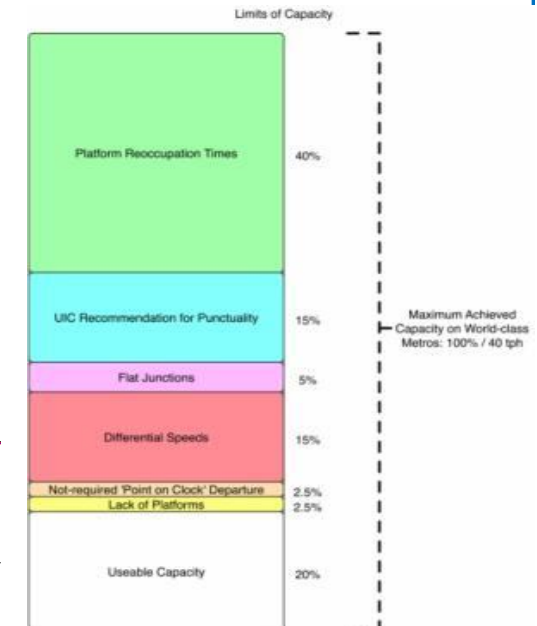 Limits of Capacity
Platform Reoccupation Times
40%
UIC Recommendation for Punctuality
15%
Flat Junctions
5%
Differential Speeds
15%
Not-required 'Point on Clock' Departure
2.5%
Lack of Platforms
2.5%
Useable Capacity
20%
Maximum Achieved
Capacity on World-class
Metros: 100% / 40 tph